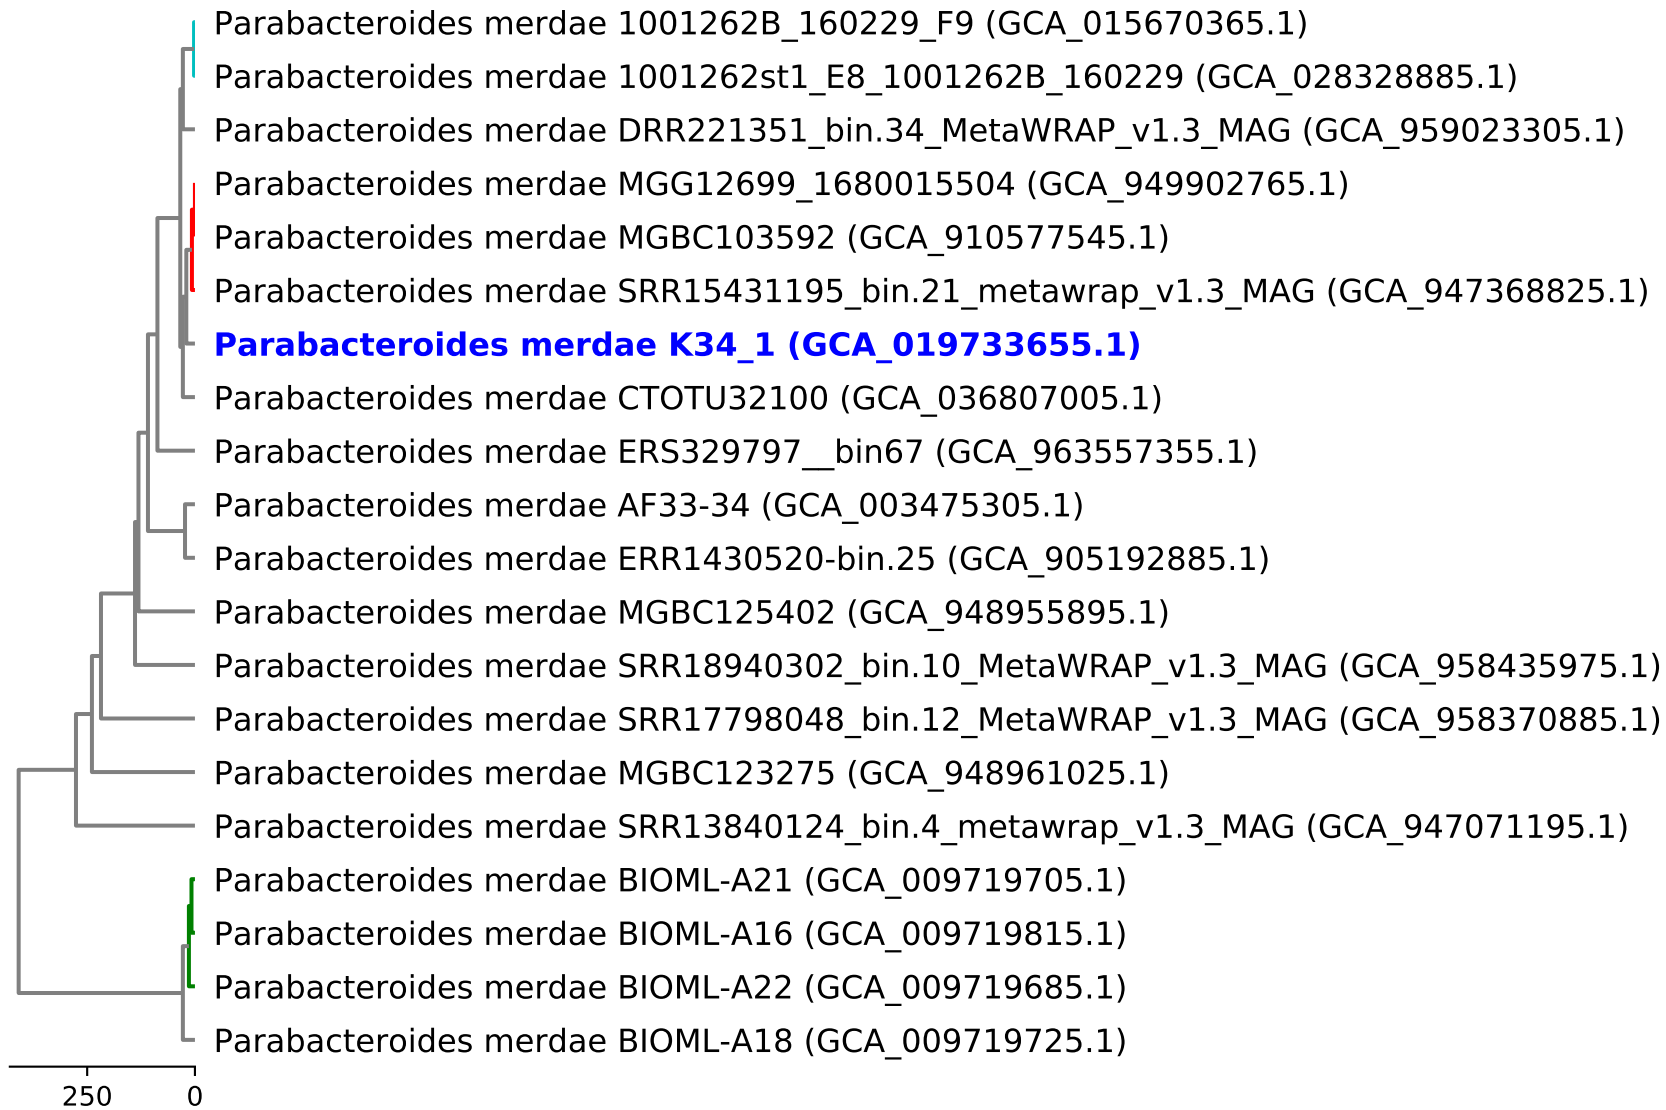 Parabacteroides merdae 1001262B_160229_F9 (GCA_015670365.1)
Parabacteroides merdae 1001262st1_E8_1001262B_160229 (GCA_028328885.1)
Parabacteroides merdae DRR221351_bin.34_MetaWRAP_v1.3_MAG (GCA_959023305.1)
Parabacteroides merdae MGG12699_1680015504 (GCA_949902765.1)
Parabacteroides merdae MGBC103592 (GCA_910577545.1)
Parabacteroides merdae SRR15431195_bin.21_metawrap_v1.3_MAG (GCA_947368825.1)
Parabacteroides merdae K34_1 (GCA_019733655.1)
Parabacteroides merdae CTOTU32100 (GCA_036807005.1)
Parabacteroides merdae ERS329797__bin67 (GCA_963557355.1)
Parabacteroides merdae AF33-34 (GCA_003475305.1)
Parabacteroides merdae ERR1430520-bin.25 (GCA_905192885.1)
Parabacteroides merdae MGBC125402 (GCA_948955895.1)
Parabacteroides merdae SRR18940302_bin.10_MetaWRAP_v1.3_MAG (GCA_958435975.1)
Parabacteroides merdae SRR17798048_bin.12_MetaWRAP_v1.3_MAG (GCA_958370885.1)
Parabacteroides merdae MGBC123275 (GCA_948961025.1)
Parabacteroides merdae SRR13840124_bin.4_metawrap_v1.3_MAG (GCA_947071195.1)
Parabacteroides merdae BIOML-A21 (GCA_009719705.1)
Parabacteroides merdae BIOML-A16 (GCA_009719815.1)
Parabacteroides merdae BIOML-A22 (GCA_009719685.1)
Parabacteroides merdae BIOML-A18 (GCA_009719725.1)
250 0